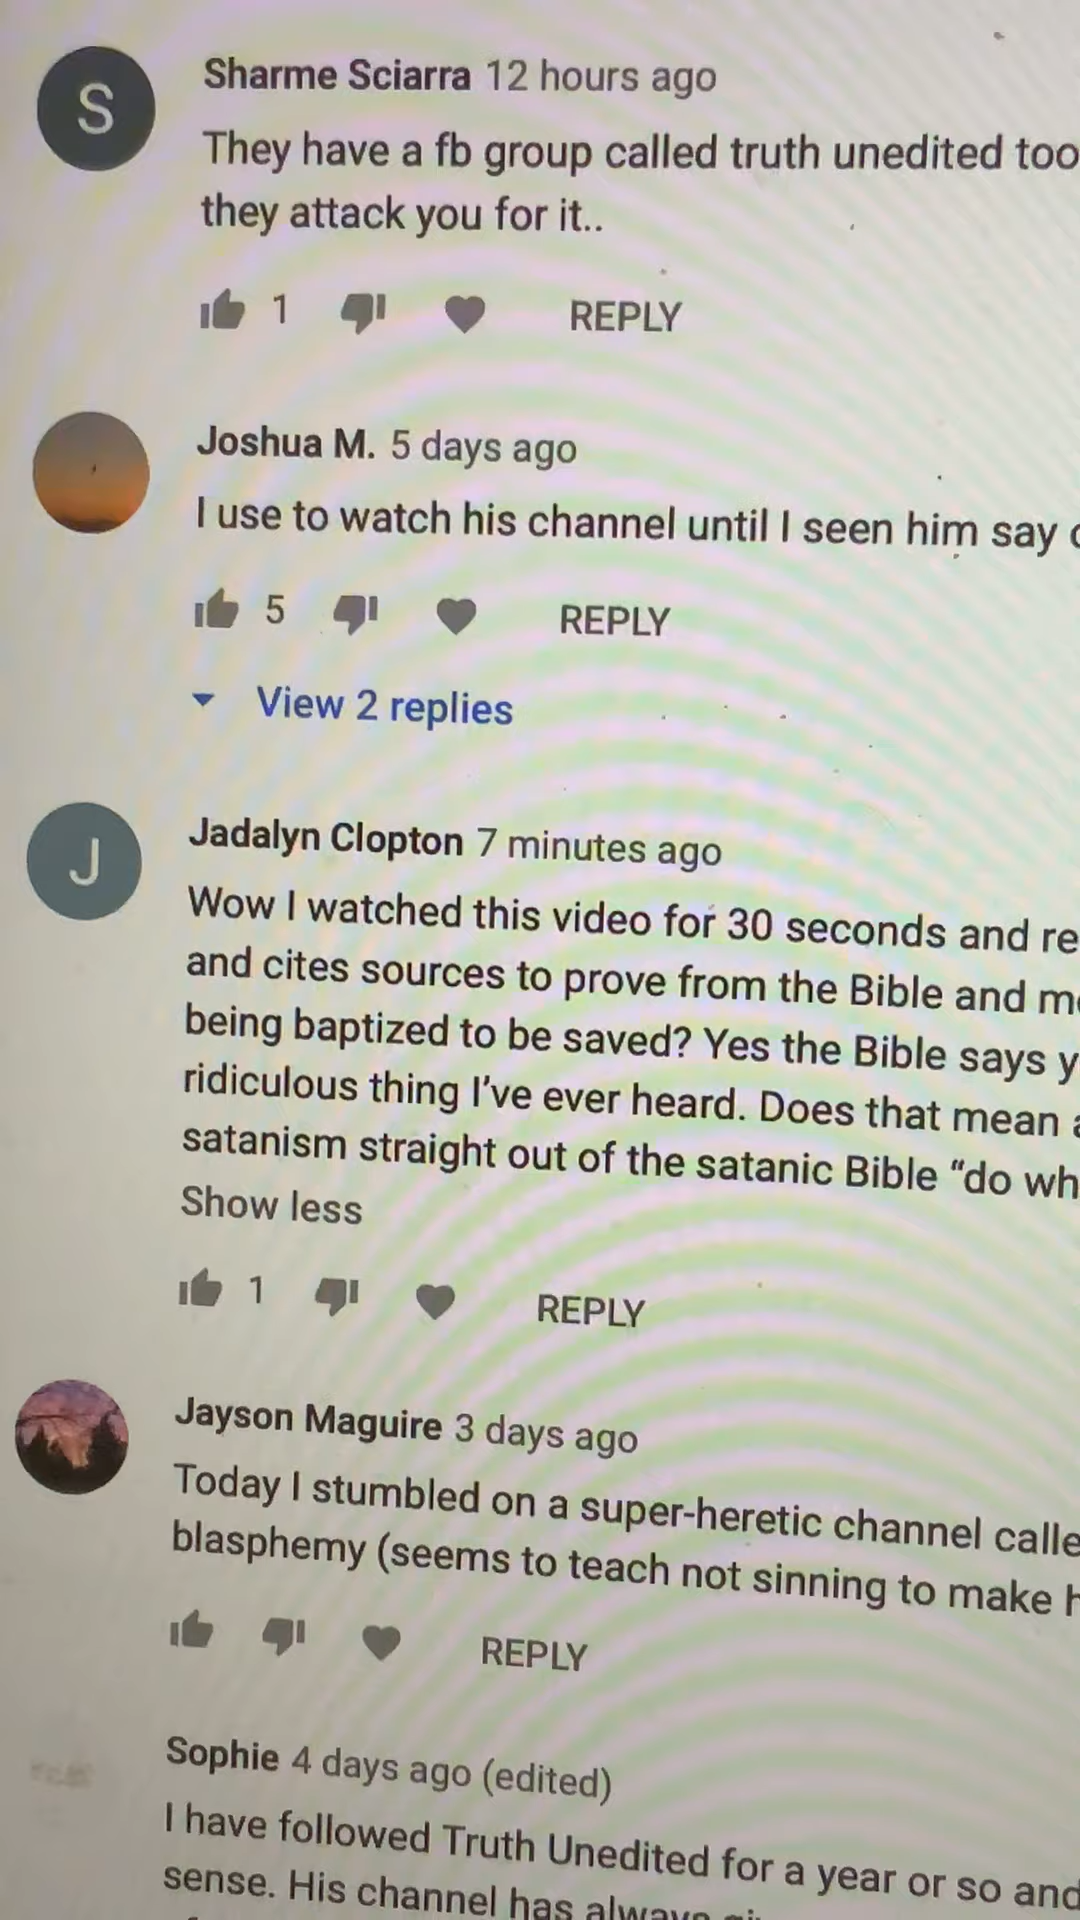 S
Sharme Sciarra 12 hours ago
They have a fb group called truth unedited too
they attack you for it..
1 REPLY
Joshua M. 5 days ago
I use to watch his channel until I seen him say
5 REPLY
View 2 replies
J
Jadalyn Clopton 7 minutes ago
Wow I watched this video for 30 seconds and re
and cites sources to prove from the Bible and
being baptized to be saved? Yes the Bible says y
ridiculous thing I've ever heard. Does that mean
satanism straight out of the satanic Bible “do wh
Show less
1 REPLY
Jayson Maguire 3 days ago
Today I stumbled on a super-heretic channel calle
blasphemy (seems to teach not sinning to make
REPLY
Sophie 4 days ago (edited)
I have followed Truth Unedited for a year or so and
sense. His channel has always